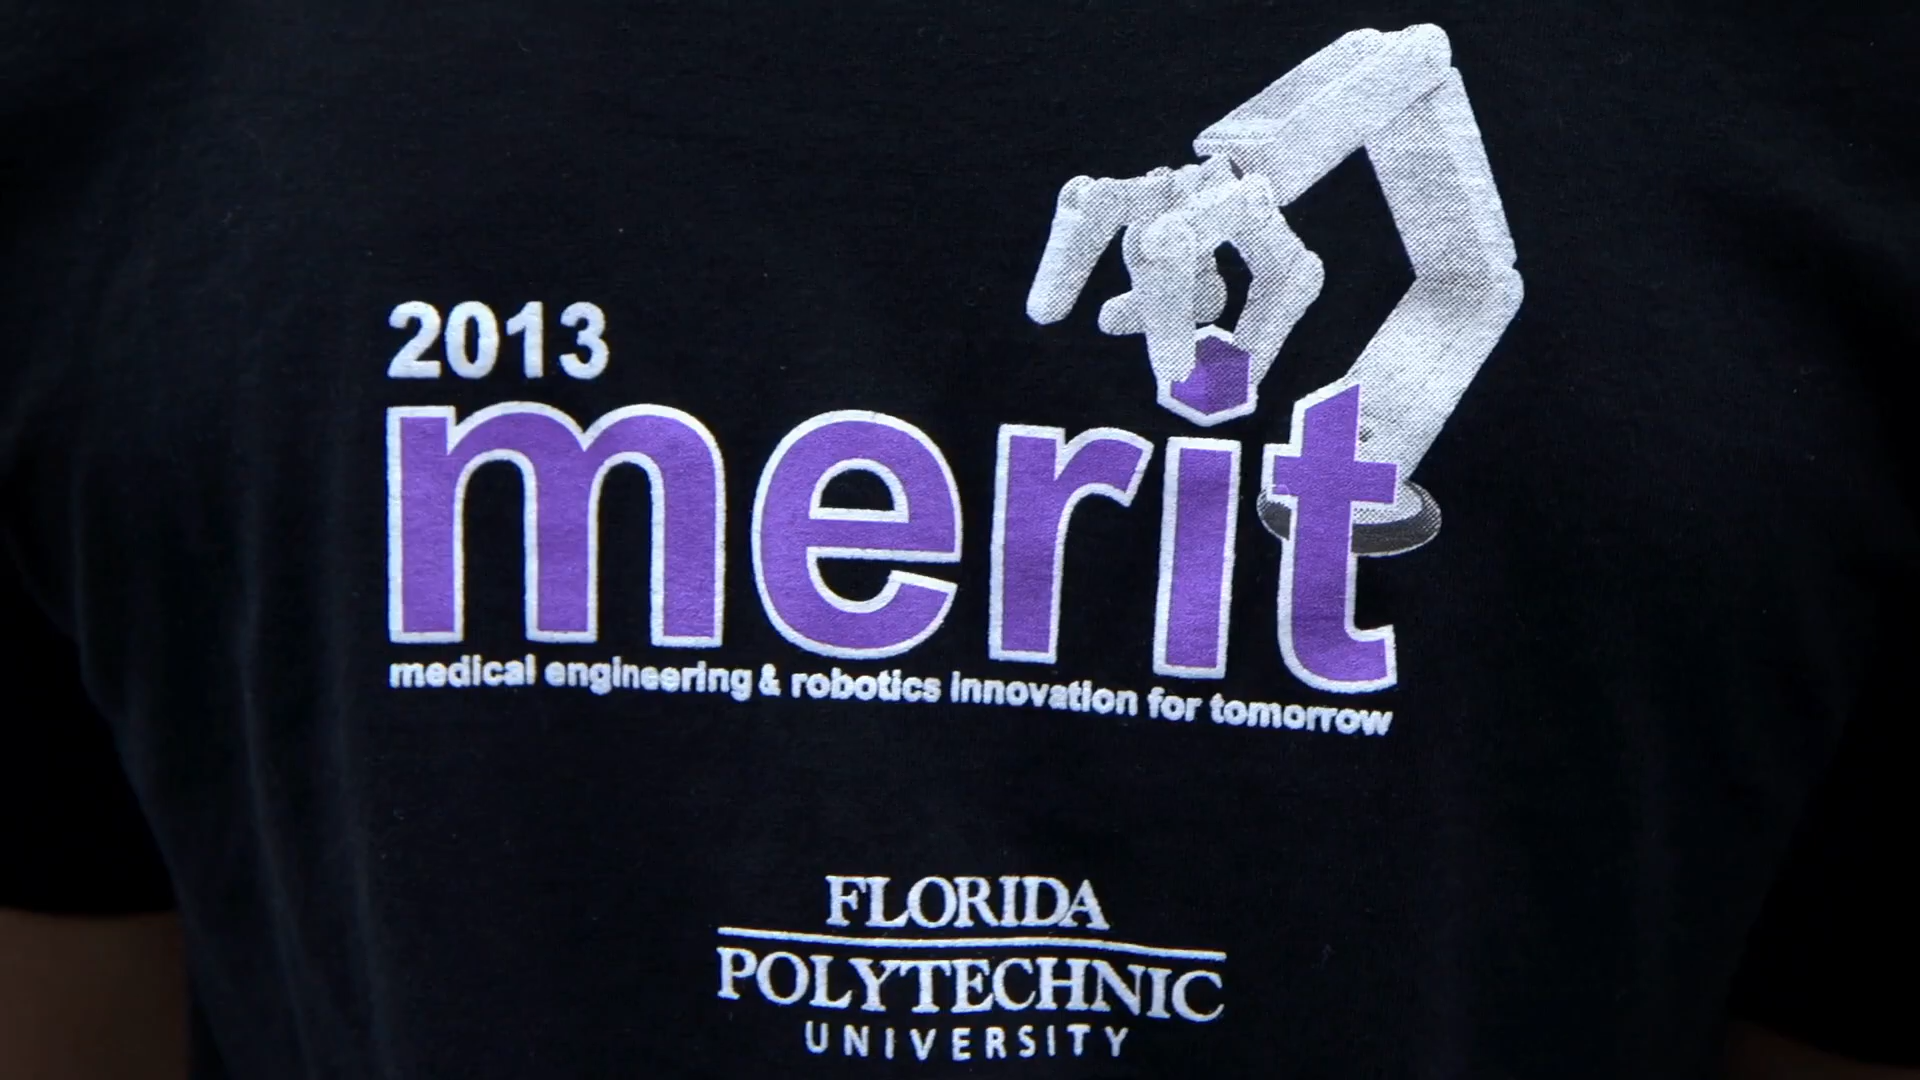 2013
merit
medical engineering & robotics innovation for tomorrow
FLORIDA
POLYTECHNIC
UNIVERSITY